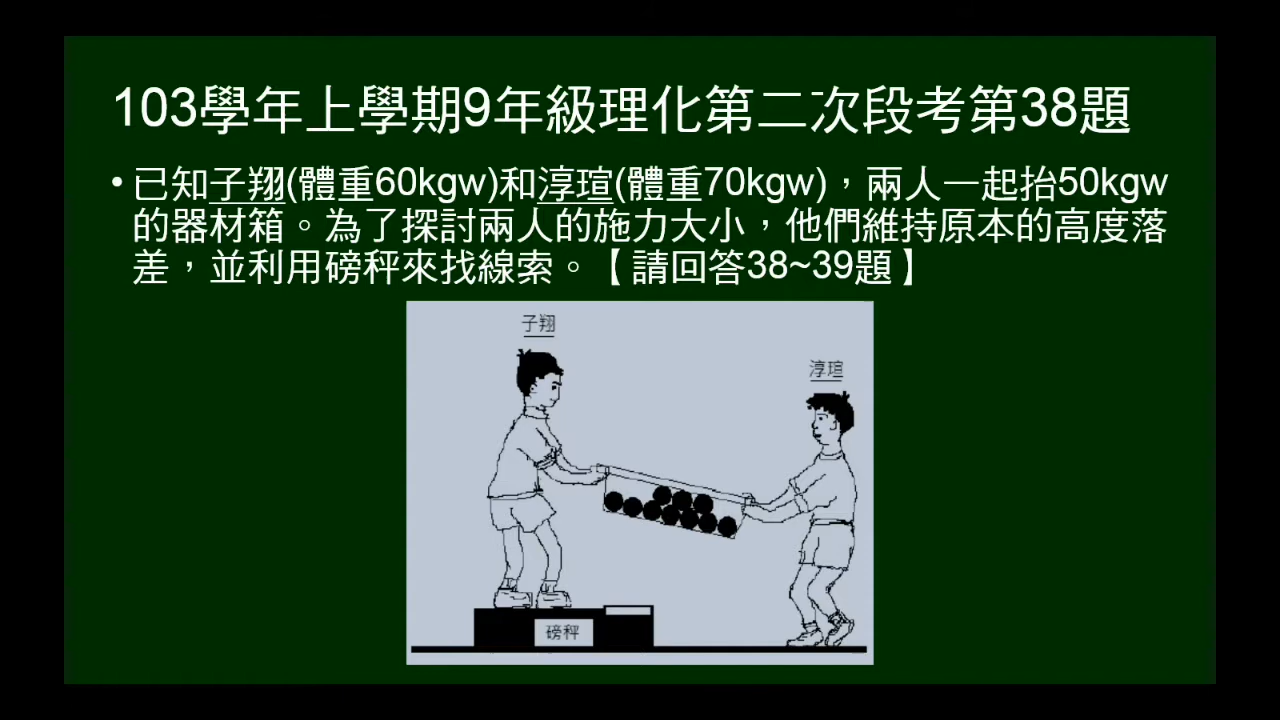 103學年上學期9年級理化第二次段考第38題
•已知子翔(體重60kgw)和淳瑄(體重70kgw)，兩人一起抬50kgw
的器材箱。為了探討兩人的施力大小，他們維持原本的高度落
差，並利用磅秤來找線索。【請回答38~39題】
子翔
淳瑄
磅秤